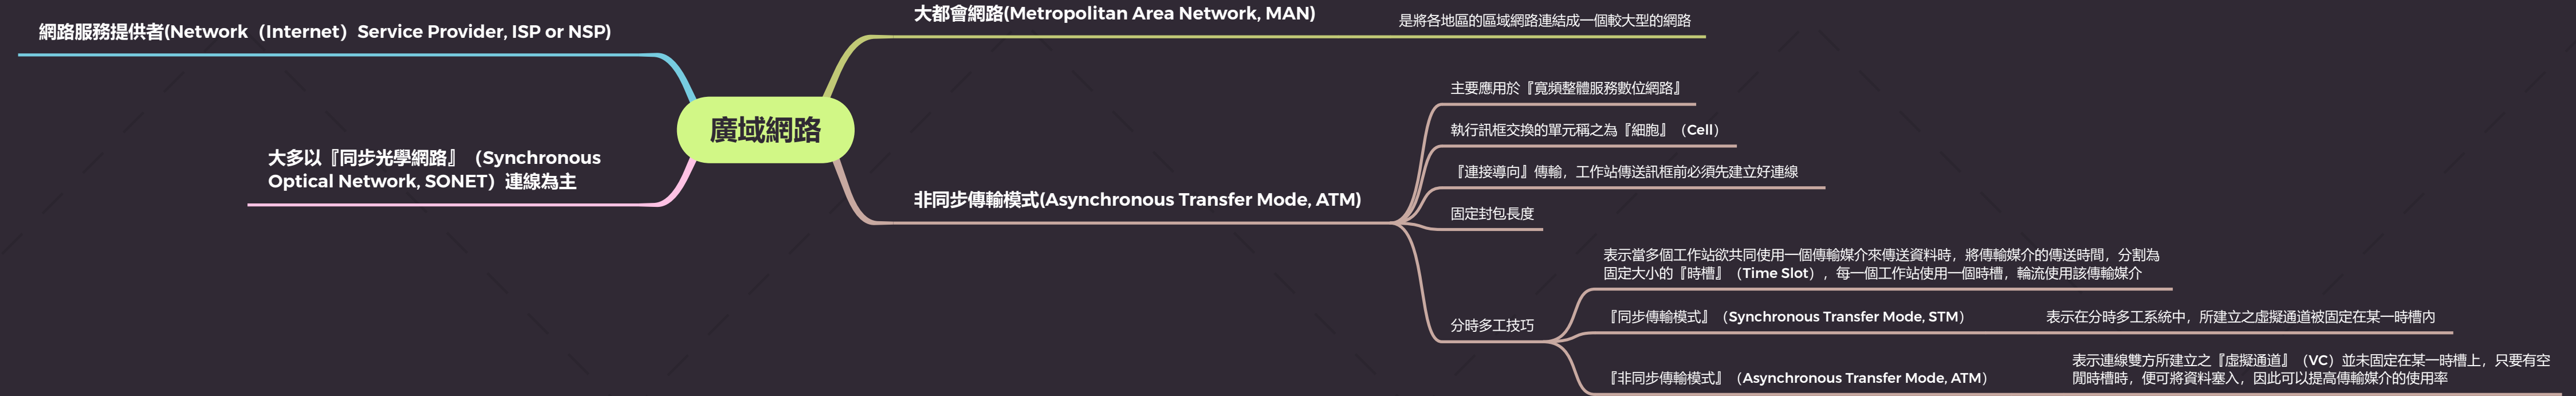 網路服務提供者(Network（Internet）Service Provider, ISP or NSP)
大多以『同步光學網路』（Synchronous
Optical Network, SONET）連線為主
廣域網路
大都會網路(Metropolitan Area Network, MAN)
是將各地區的區域網路連結成一個較大型的網路
非同步傳輸模式(Asynchronous Transfer Mode, ATM)
主要應用於『寬頻整體服務數位網路』
執行訊框交換的單元稱之為『細胞』（Cell）
『連接導向』傳輸，工作站傳送訊框前必須先建立好連線
固定封包長度
分時多工技巧
表示當多個工作站欲共同使用一個傳輸媒介來傳送資料時，將傳輸媒介的傳送時間，分割為
固定大小的『時槽』（Time Slot），每一個工作站使用一個時槽，輪流使用該傳輸媒介
『同步傳輸模式』（Synchronous Transfer Mode, STM）
表示在分時多工系統中，所建立之虛擬通道被固定在某一時槽內
『非同步傳輸模式』（Asynchronous Transfer Mode, ATM）
表示連線雙方所建立之『虛擬通道』（VC）並未固定在某一時槽上，只要有空
閒時槽時，便可將資料塞入，因此可以提高傳輸媒介的使用率